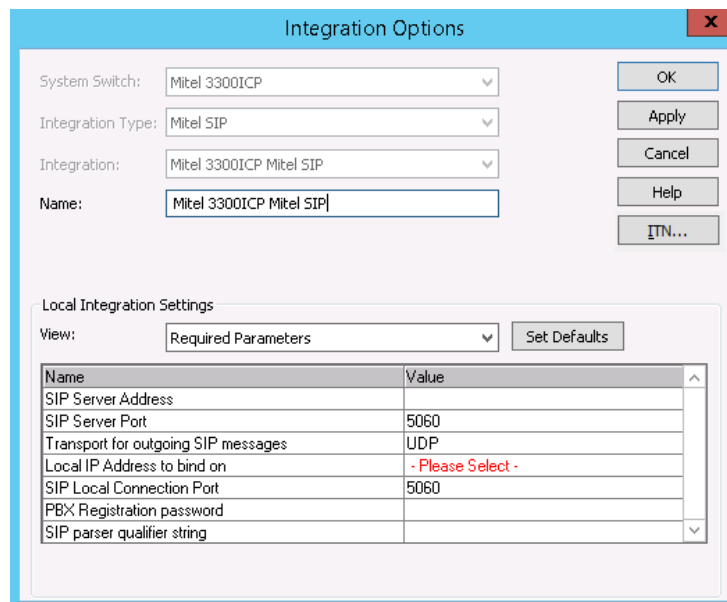 Integration Options
x
System Switch: Mitel 3300ICP
OK
Integration Type: Mitel SIP
Apply
Integration: Mitel 3300ICP Mitel SIP
Cancel
Name: Mitel 3300ICP Mitel SIP
Help
ITN...
Local Integration Settings
View: Required Parameters Set Defaults
Name Value
SIP Server Address
SIP Server Port 5060
Transport for outgoing SIP messages UDP
Local IP Address to bind on - Please Select -
SIP Local Connection Port 5060
PBX Registration password
SIP parser qualifier string